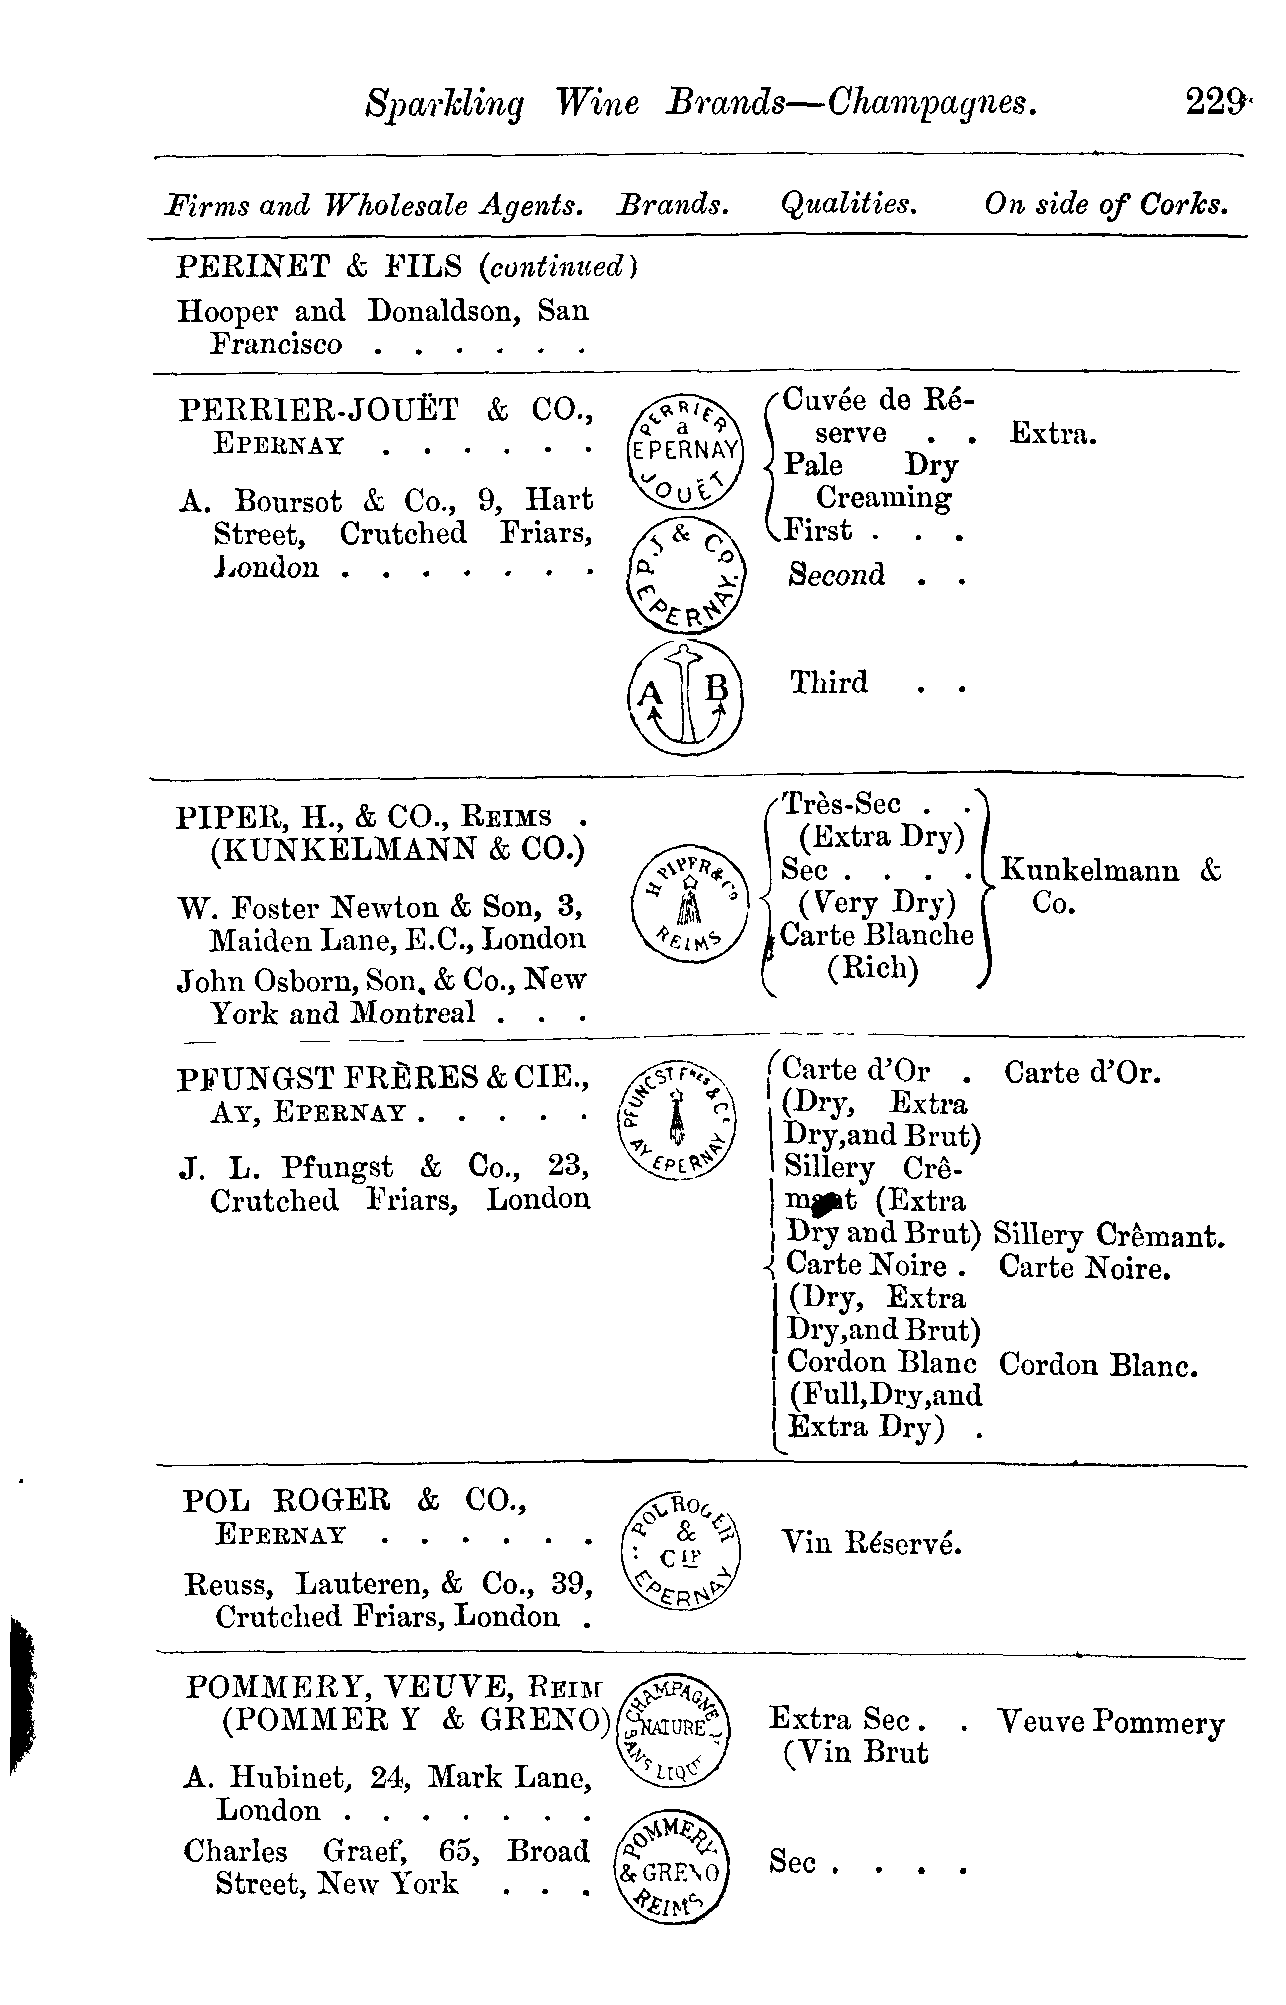 Sparkling Wine Brands—Champagnes. 229
Firms and Wholesale Agents. Brands. Qualities. On side of Corks.
PERINET & FILS (continued)
Hooper and Donaldson, San
Francisco . . . . . .
PERRIER-JOUËT & CO.,
EPERNAY . . . . . .
A. Boursot & Co., 9, Hart
Street, Crutched Friars,
London . . . . . . .
PERRIER
a
EPERNAY
JOUËT
P.J & CO
EPERNAY.
A B
Cuvée de Ré-
serve . . Extra.
Pale Dry
Creaming
First . . .
Second . .
Third . .
PIPER, H., & CO., REIMS .
(KUNKELMANN & CO.)
W. Foster Newton & Son, 3,
Maiden Lane, E.C., London
John Osborn, Son, & Co., New
York and Montreal . . .
H PIPER & Co
REIMS
Très-Sec . .
(Extra Dry)
Sec . . . .
(Very Dry)
Carte Blanche
(Rich)
Kunkelmann &
Co.
PFUNGST FRÈRES & CIE.,
AY, EPERNAY . . . . .
J. L. Pfungst & Co., 23,
Crutched Friars, London
PFUNGST FRES & C
AY EPERNAY
Carte d'Or . Carte d'Or.
(Dry, Extra
Dry, and Brut)
Sillery Crê-
mant (Extra
Dry and Brut) Sillery Crêmant.
Carte Noire . Carte Noire.
(Dry, Extra
Dry, and Brut)
Cordon Blanc Cordon Blanc.
(Full, Dry, and
Extra Dry) .
POL ROGER & CO.,
EPERNAY . . . . . .
Reuss, Lauteren, & Co., 39,
Crutched Friars, London .
POL ROGER
&
CIE
EPERNAY
Vin Réservé.
POMMERY, VEUVE, REIM
(POMMERY & GRENO)
A. Hubinet, 24, Mark Lane,
London . . . . . . .
Charles Graef, 65, Broad
Street, New York . . .
CHAMPAGNE
NATURE
SANS LIQUR
POMMERY
& GRENO
REIMS
Extra Sec . . Veuve Pommery
(Vin Brut
Sec . . . .